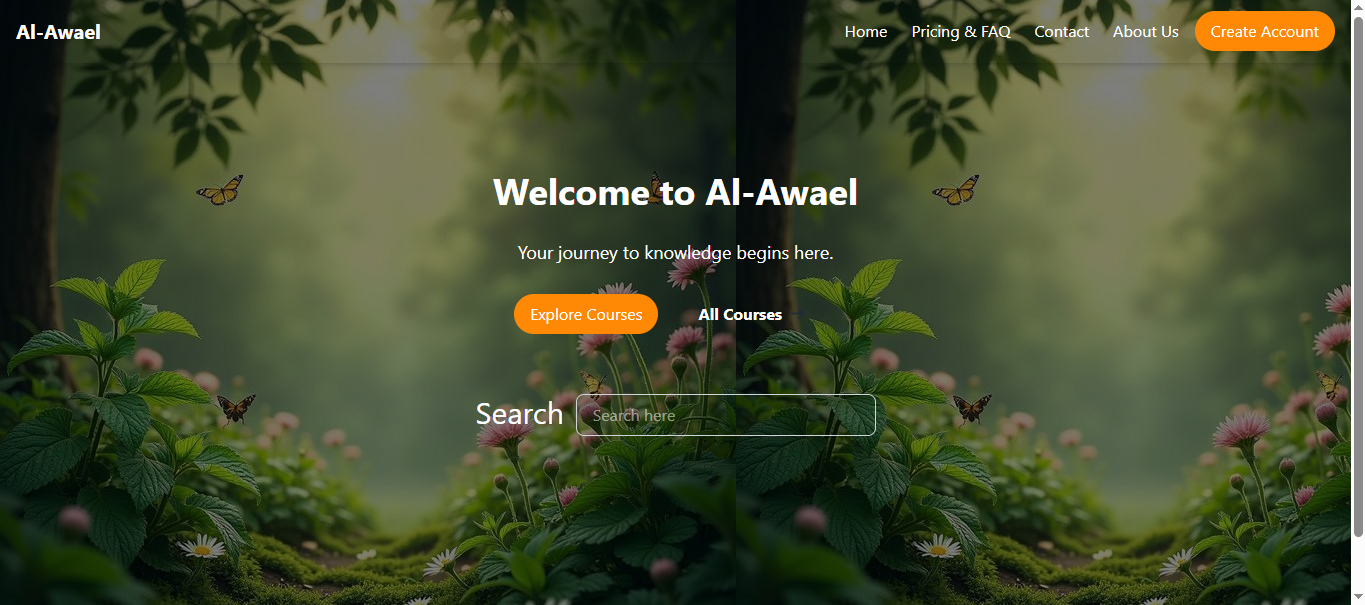 Al-Awael
Home Pricing & FAQ Contact About Us Create Account
Welcome to Al-Awael
Your journey to knowledge begins here.
Explore Courses All Courses
Search Search here